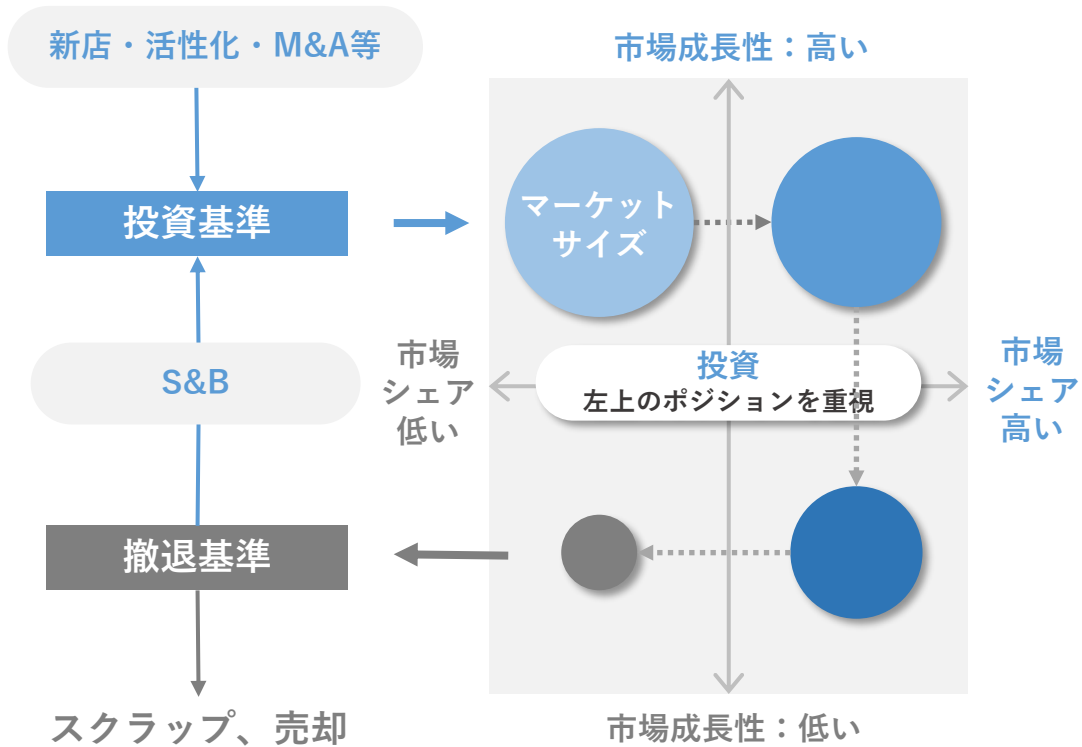 新店・活性化・M&A等
市場成長性：高い
投資基準
マーケット
サイズ
S&B
市場
シェア
低い
投資
左上のポジションを重視
市場
シェア
高い
撤退基準
スクラップ、売却
市場成長性：低い